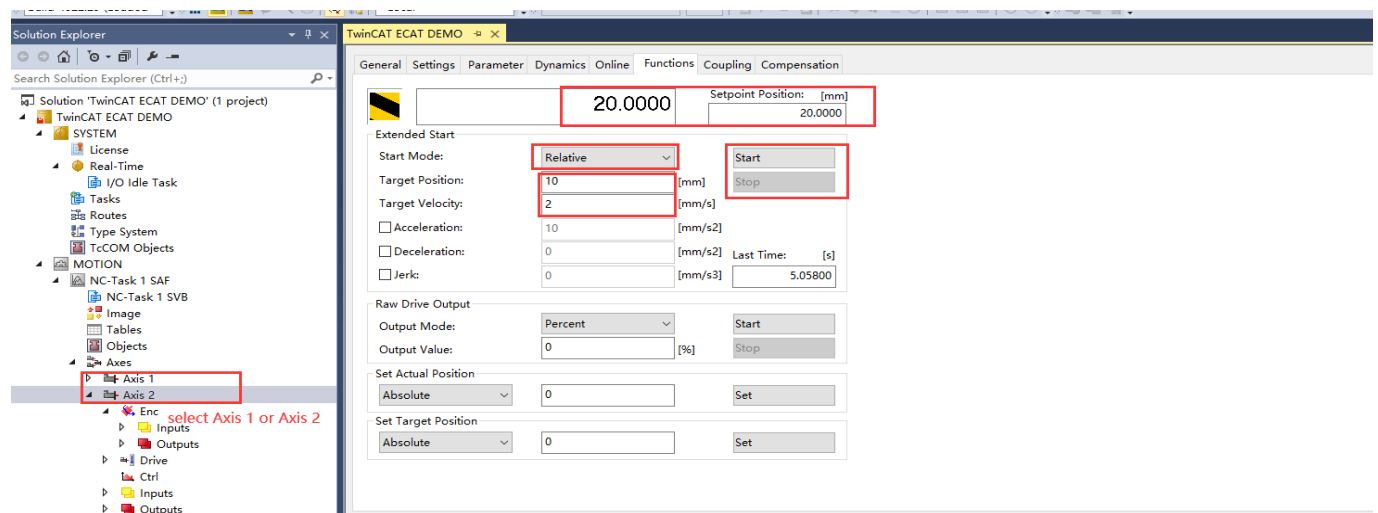 Solution Explorer
Search Solution Explorer (Ctrl+;)
Solution 'TwinCAT ECAT DEMO' (1 project)
TwinCAT ECAT DEMO
SYSTEM
License
Real-Time
I/O Idle Task
Tasks
Routes
Type System
TcCOM Objects
MOTION
NC-Task 1 SAF
NC-Task 1 SVB
Image
Tables
Objects
Axes
Axis 1
Axis 2
Enc
select Axis 1 or Axis 2
Inputs
Outputs
Drive
Ctrl
Inputs
Outputs
TwinCAT ECAT DEMO
General Settings Parameter Dynamics Online Functions Coupling Compensation
20.0000
Setpoint Position: [mm]
20.0000
Extended Start
Start Mode: Relative Start
Target Position: 10 [mm] Stop
Target Velocity: 2 [mm/s]
Acceleration: 10 [mm/s2]
Deceleration: 0 [mm/s2] Last Time: [s]
Jerk: 0 [mm/s3] 5.05800
Raw Drive Output
Output Mode: Percent Start
Output Value: 0 [%] Stop
Set Actual Position
Absolute 0 Set
Set Target Position
Absolute 0 Set